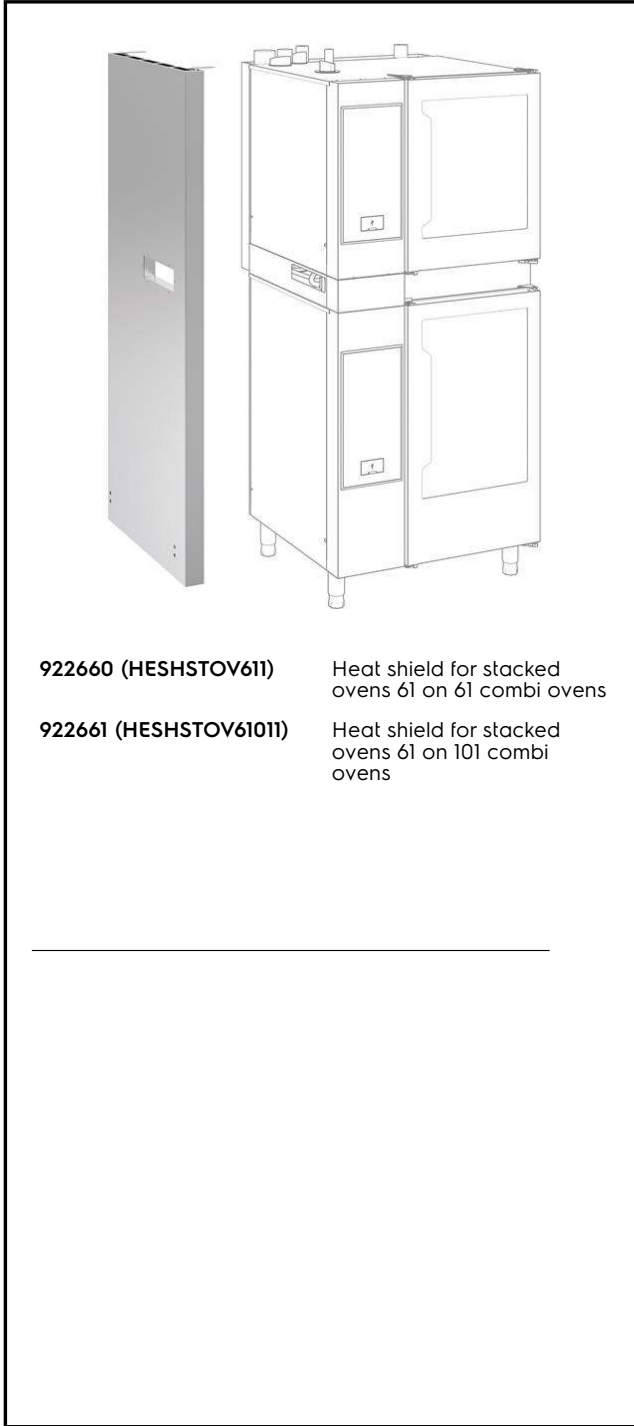 922660 (HESHSTOV611) Heat shield for stacked
ovens 61 on 61 combi ovens
922661 (HESHSTOV61011) Heat shield for stacked
ovens 61 on 101 combi
ovens